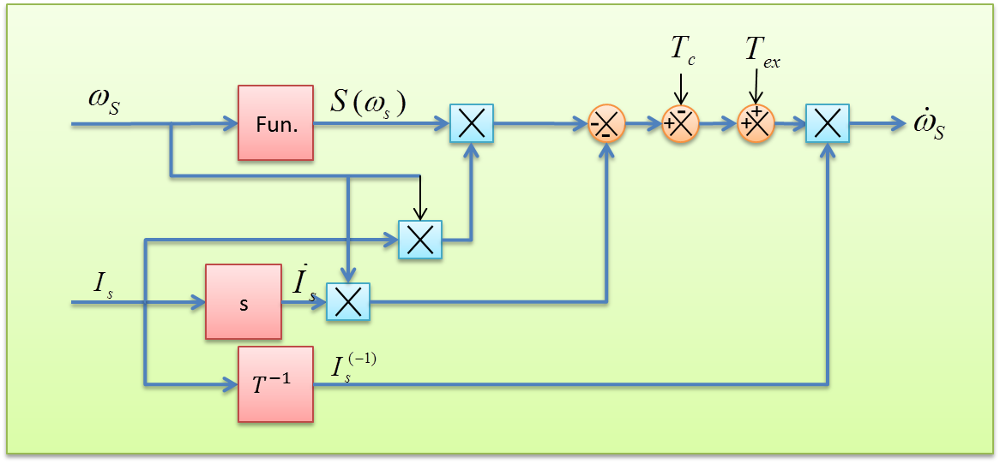 T_c T_ex
ω_S Fun. S(ω_s) - - + - + + ω̇_S
I_s s İ_s
T⁻¹ I_s^(-1)